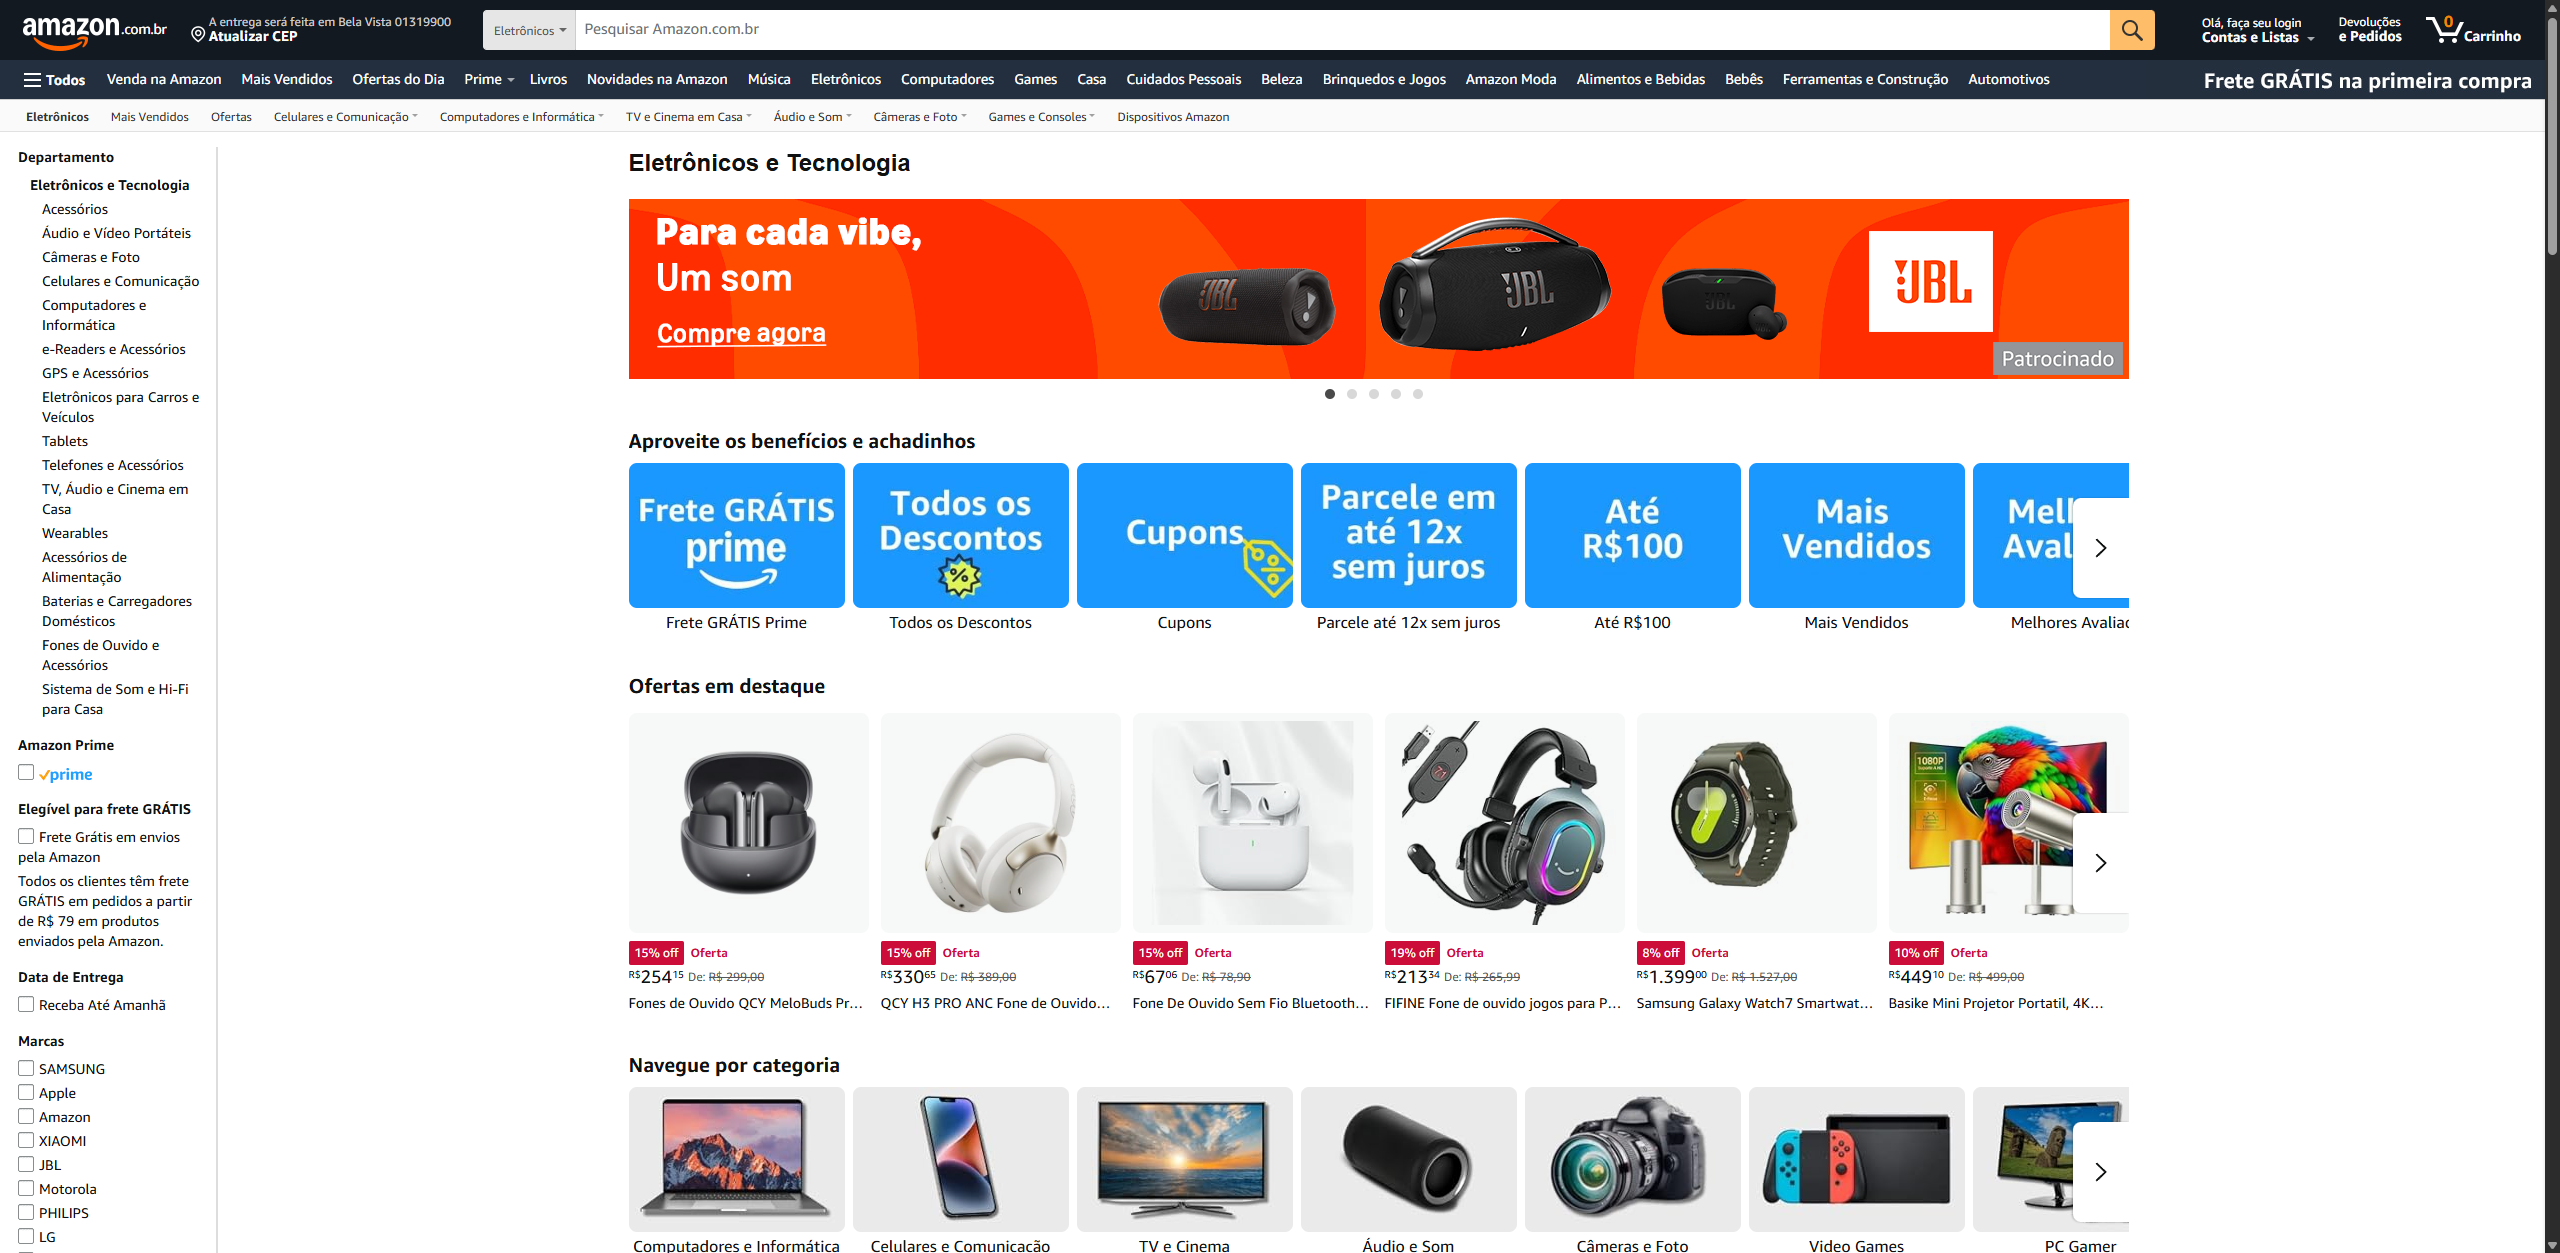 amazon.com.br
A entrega será feita em Bela Vista 01319900
Atualizar CEP
Eletrônicos
Pesquisar Amazon.com.br
Olá, faça seu login
Contas e Listas
Devoluções
e Pedidos
0
Carrinho
Todos
Venda na Amazon
Mais Vendidos
Ofertas do Dia
Prime
Livros
Novidades na Amazon
Música
Eletrônicos
Computadores
Games
Casa
Cuidados Pessoais
Beleza
Brinquedos e Jogos
Amazon Moda
Alimentos e Bebidas
Bebês
Ferramentas e Construção
Automotivos
Frete GRÁTIS na primeira compra
Eletrônicos
Mais Vendidos
Ofertas
Celulares e Comunicação
Computadores e Informática
TV e Cinema em Casa
Áudio e Som
Câmeras e Foto
Games e Consoles
Dispositivos Amazon
Departamento
Eletrônicos e Tecnologia
Acessórios
Áudio e Vídeo Portáteis
Câmeras e Foto
Celulares e Comunicação
Computadores e
Informática
e-Readers e Acessórios
GPS e Acessórios
Eletrônicos para Carros e
Veículos
Tablets
Telefones e Acessórios
TV, Áudio e Cinema em
Casa
Wearables
Acessórios de
Alimentação
Baterias e Carregadores
Domésticos
Fones de Ouvido e
Acessórios
Sistema de Som e Hi-Fi
para Casa
Amazon Prime
prime
Elegível para frete GRÁTIS
Frete Grátis em envios
pela Amazon
Todos os clientes têm frete
GRÁTIS em pedidos a partir
de R$ 79 em produtos
enviados pela Amazon.
Data de Entrega
Receba Até Amanhã
Marcas
SAMSUNG
Apple
Amazon
XIAOMI
JBL
Motorola
PHILIPS
LG
Eletrônicos e Tecnologia
Para cada vibe,
Um som
Compre agora
JBL
JBL
JBL
JBL
Patrocinado
Aproveite os benefícios e achadinhos
Frete GRÁTIS
prime
Todos os
Descontos
%
Cupons
%
Parcele em
até 12x
sem juros
Até
R$100
Mais
Vendidos
Mel
Aval
Frete GRÁTIS Prime
Todos os Descontos
Cupons
Parcele até 12x sem juros
Até R$100
Mais Vendidos
Melhores Avaliad
Ofertas em destaque
7.1
1080P
15% off Oferta
R$25415 De: R$ 299,00
Fones de Ouvido QCY MeloBuds Pr...
15% off Oferta
R$33065 De: R$ 389,00
QCY H3 PRO ANC Fone de Ouvido...
15% off Oferta
R$6706 De: R$ 78,90
Fone De Ouvido Sem Fio Bluetooth...
19% off Oferta
R$21334 De: R$ 265,99
FIFINE Fone de ouvido jogos para P...
8% off Oferta
R$1.39900 De: R$ 1.527,00
Samsung Galaxy Watch7 Smartwat...
10% off Oferta
R$44910 De: R$ 499,00
Basike Mini Projetor Portatil, 4K...
Navegue por categoria
Computadores e Informática
Celulares e Comunicação
TV e Cinema
Áudio e Som
Câmeras e Foto
Video Games
PC Gamer